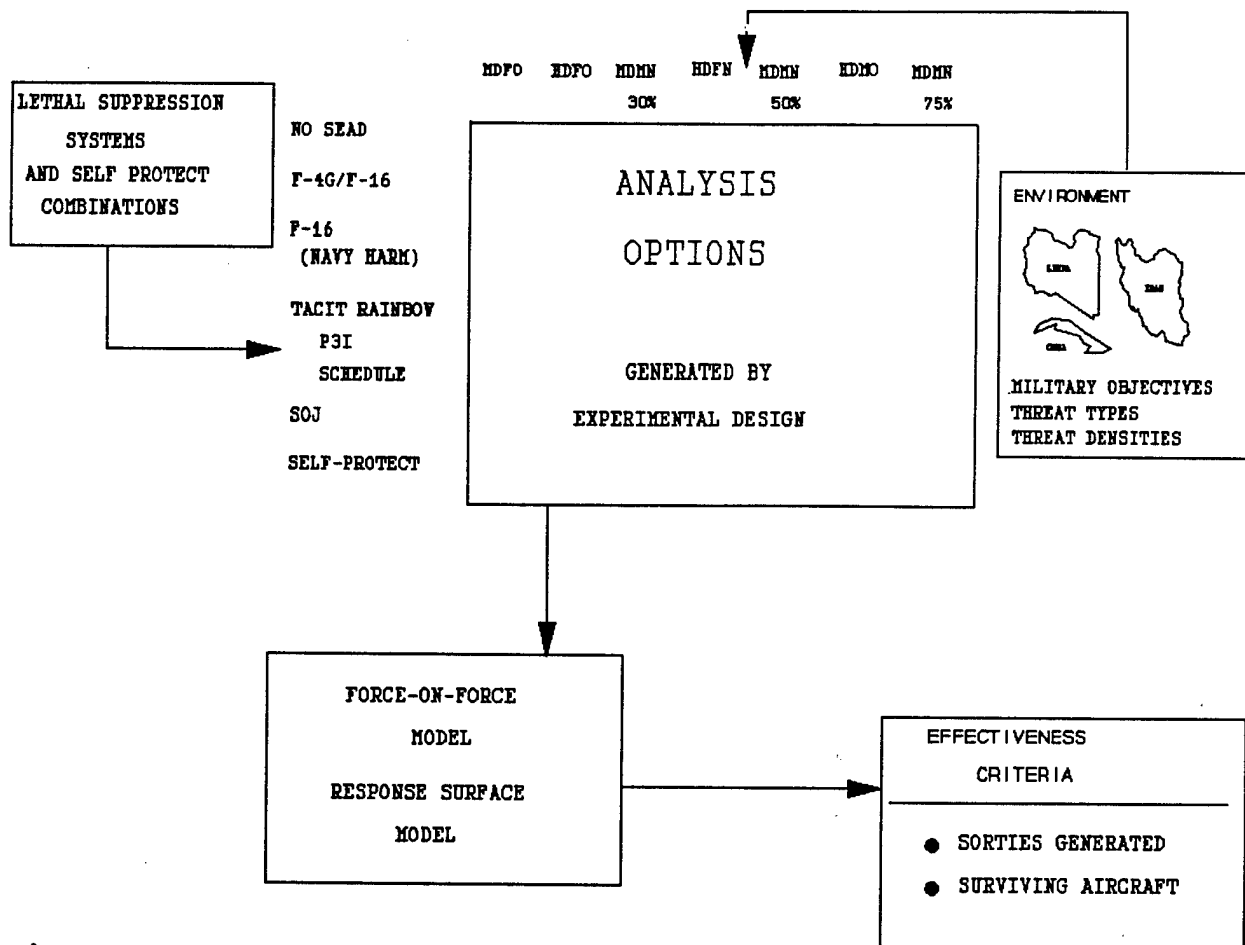 MDFO HDFO MDMN HDFN MDMN HDMO MDMN
30% 50% 75%
LETHAL SUPPRESSION
SYSTEMS
AND SELF PROTECT
COMBINATIONS
NO SEAD
F-4G/F-16
F-16
(NAVY HARM)
TACIT RAINBOW
P3I
SCHEDULE
SOJ
SELF-PROTECT
ANALYSIS
OPTIONS
GENERATED BY
EXPERIMENTAL DESIGN
ENVIRONMENT
LIBYA
IRAN
CUBA
MILITARY OBJECTIVES
THREAT TYPES
THREAT DENSITIES
FORCE-ON-FORCE
MODEL
RESPONSE SURFACE
MODEL
EFFECTIVENESS
CRITERIA
● SORTIES GENERATED
● SURVIVING AIRCRAFT